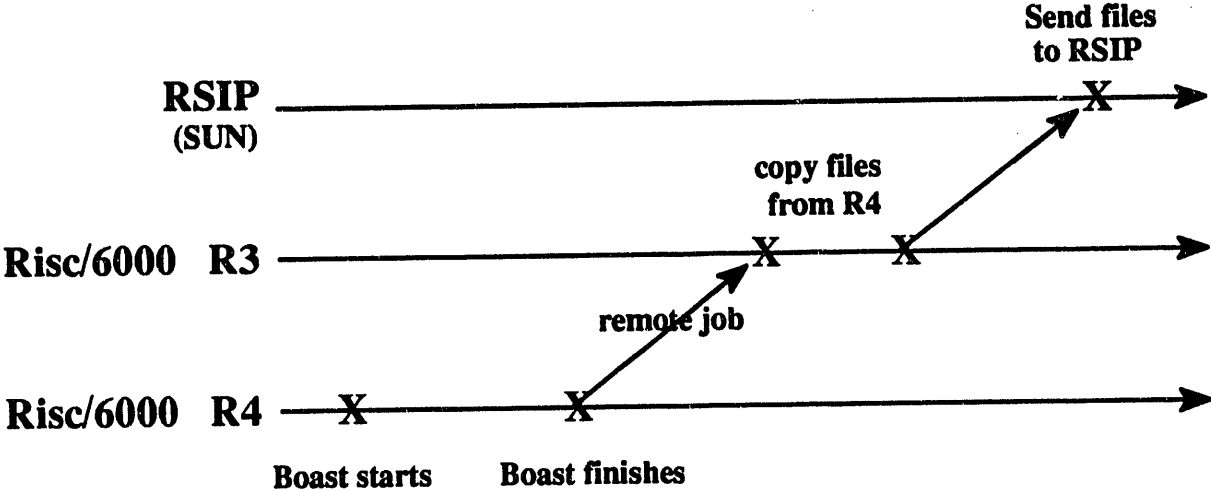 Send files
to RSIP
RSIP
(SUN)
copy files
from R4
Risc/6000 R3
remote job
Risc/6000 R4
Boast starts
Boast finishes
X
X
X
X
X